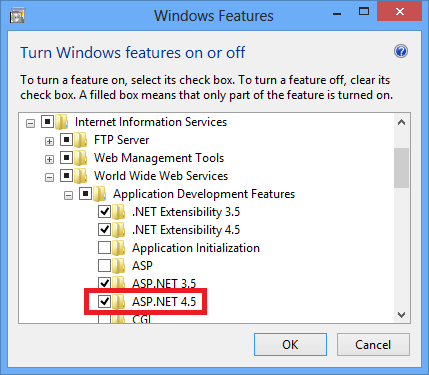 Windows Features
Turn Windows features on or off
To turn a feature on, select its check box. To turn a feature off, clear its
check box. A filled box means that only part of the feature is turned on.
Internet Information Services
FTP Server
Web Management Tools
World Wide Web Services
Application Development Features
.NET Extensibility 3.5
.NET Extensibility 4.5
Application Initialization
ASP
ASP.NET 3.5
ASP.NET 4.5
CGI
OK
Cancel